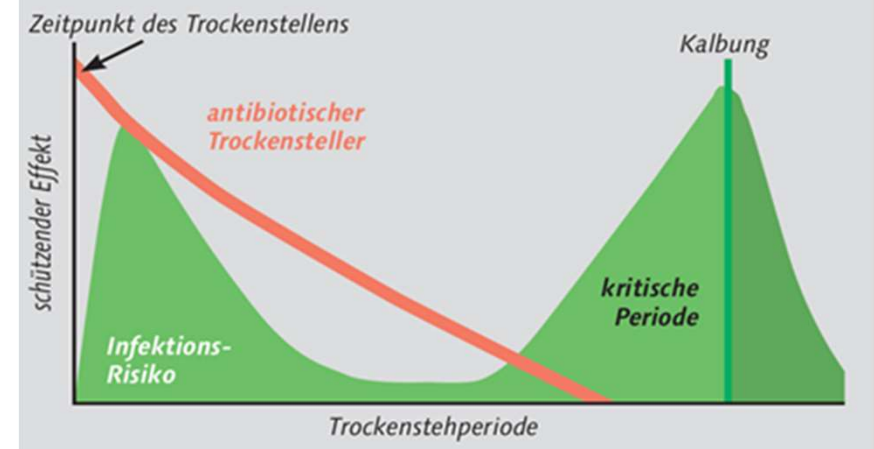 Zeitpunkt des Trockenstellens
Kalbung
antibiotischer
Trockensteller
schützender Effekt
kritische
Periode
Infektions-
Risiko
Trockenstehperiode